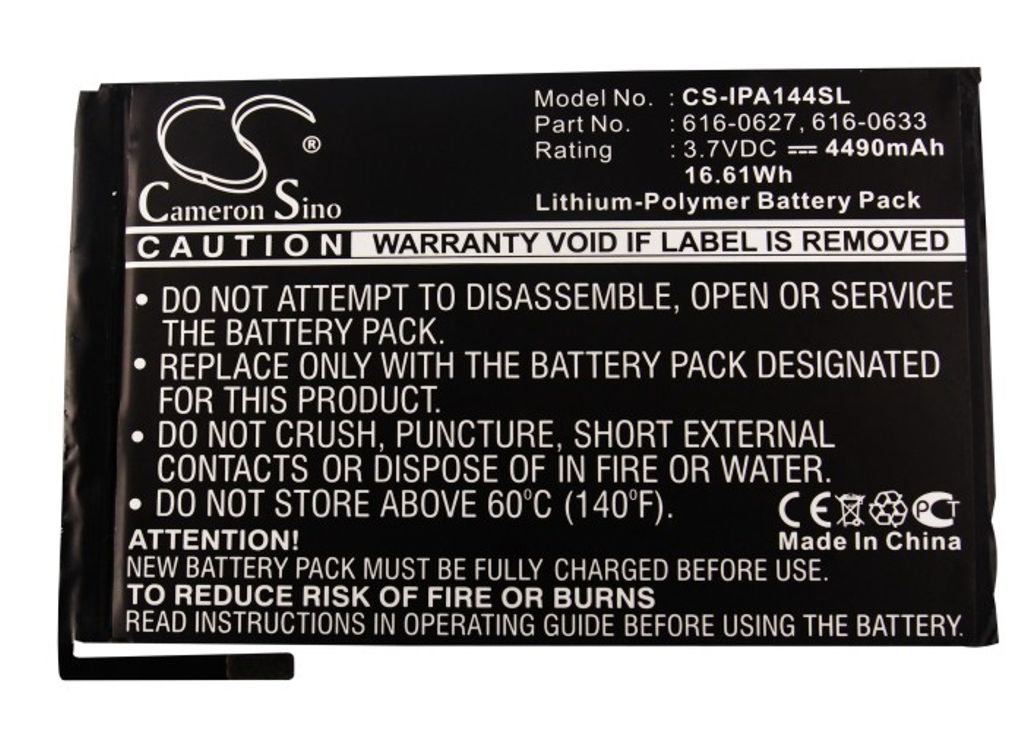 CS®
Cameron Sino
Model No. : CS-IPA144SL
Part No. : 616-0627, 616-0633
Rating : 3.7VDC ⎓ 4490mAh
16.61Wh
Lithium-Polymer Battery Pack
CAUTION WARRANTY VOID IF LABEL IS REMOVED
• DO NOT ATTEMPT TO DISASSEMBLE, OPEN OR SERVICE
THE BATTERY PACK.
• REPLACE ONLY WITH THE BATTERY PACK DESIGNATED
FOR THIS PRODUCT.
• DO NOT CRUSH, PUNCTURE, SHORT EXTERNAL
CONTACTS OR DISPOSE OF IN FIRE OR WATER.
• DO NOT STORE ABOVE 60°C (140°F).
CE PCT
Made In China
ATTENTION!
NEW BATTERY PACK MUST BE FULLY CHARGED BEFORE USE.
TO REDUCE RISK OF FIRE OR BURNS
READ INSTRUCTIONS IN OPERATING GUIDE BEFORE USING THE BATTERY.